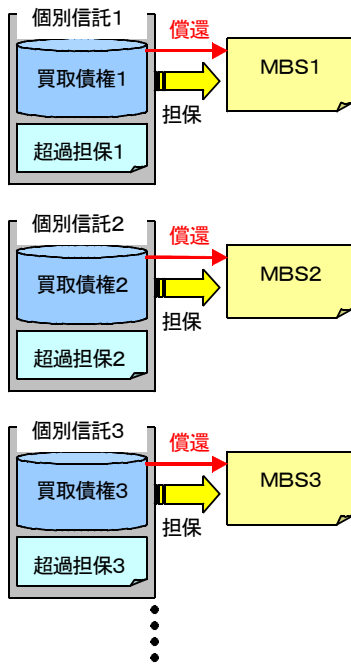 個別信託1
償還
買取債権1
MBS1
担保
超過担保1
個別信託2
償還
買取債権2
MBS2
担保
超過担保2
個別信託3
償還
買取債権3
MBS3
担保
超過担保3